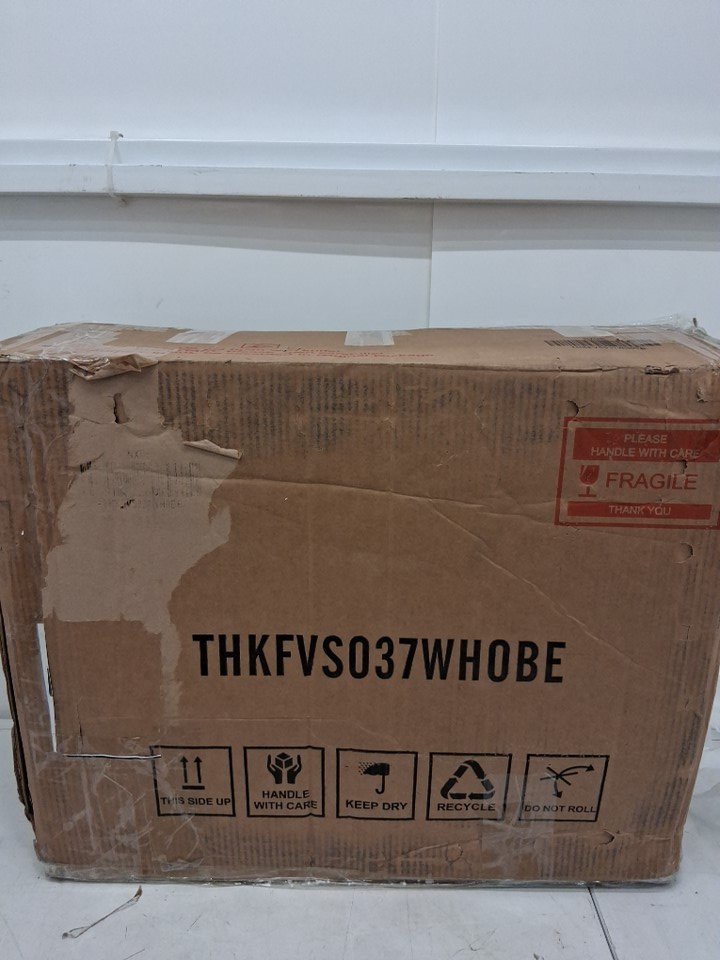 PLEASE
HANDLE WITH CARE
FRAGILE
THANK YOU
THKFVS037WHOBE
THIS SIDE UP
HANDLE
WITH CARE
KEEP DRY
RECYCLE
DO NOT ROLL